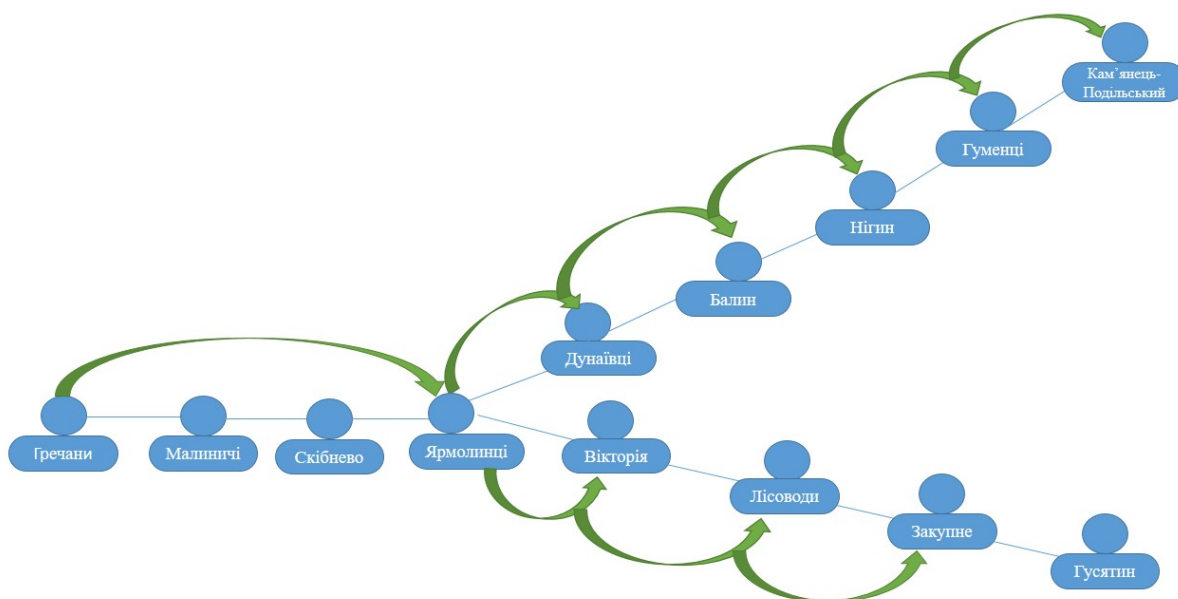 Кам’янець-
Подільський
Гуменці
Нігин
Балин
Дунаївці
Гречани
Малиничі
Скібнево
Ярмолинці
Вікторія
Лісоводи
Закупне
Гусятин